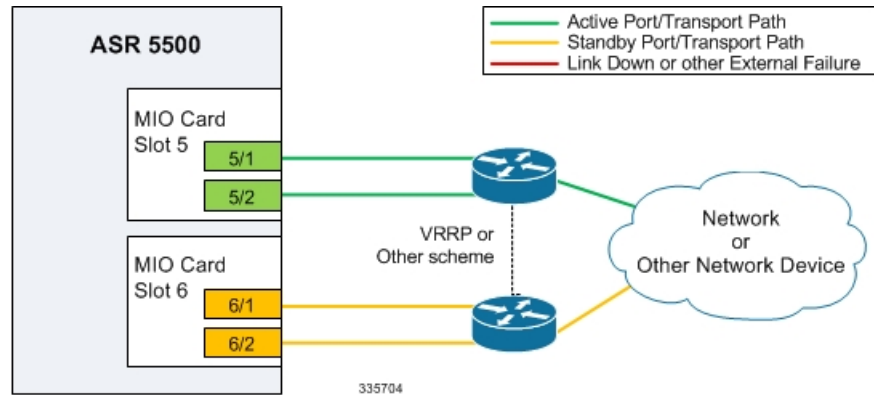 ASR 5500
Active Port/Transport Path
Standby Port/Transport Path
Link Down or other External Failure
MIO Card
Slot 5
5/1
5/2
VRRP or
Other scheme
Network
or
Other Network Device
MIO Card
Slot 6
6/1
6/2
335704